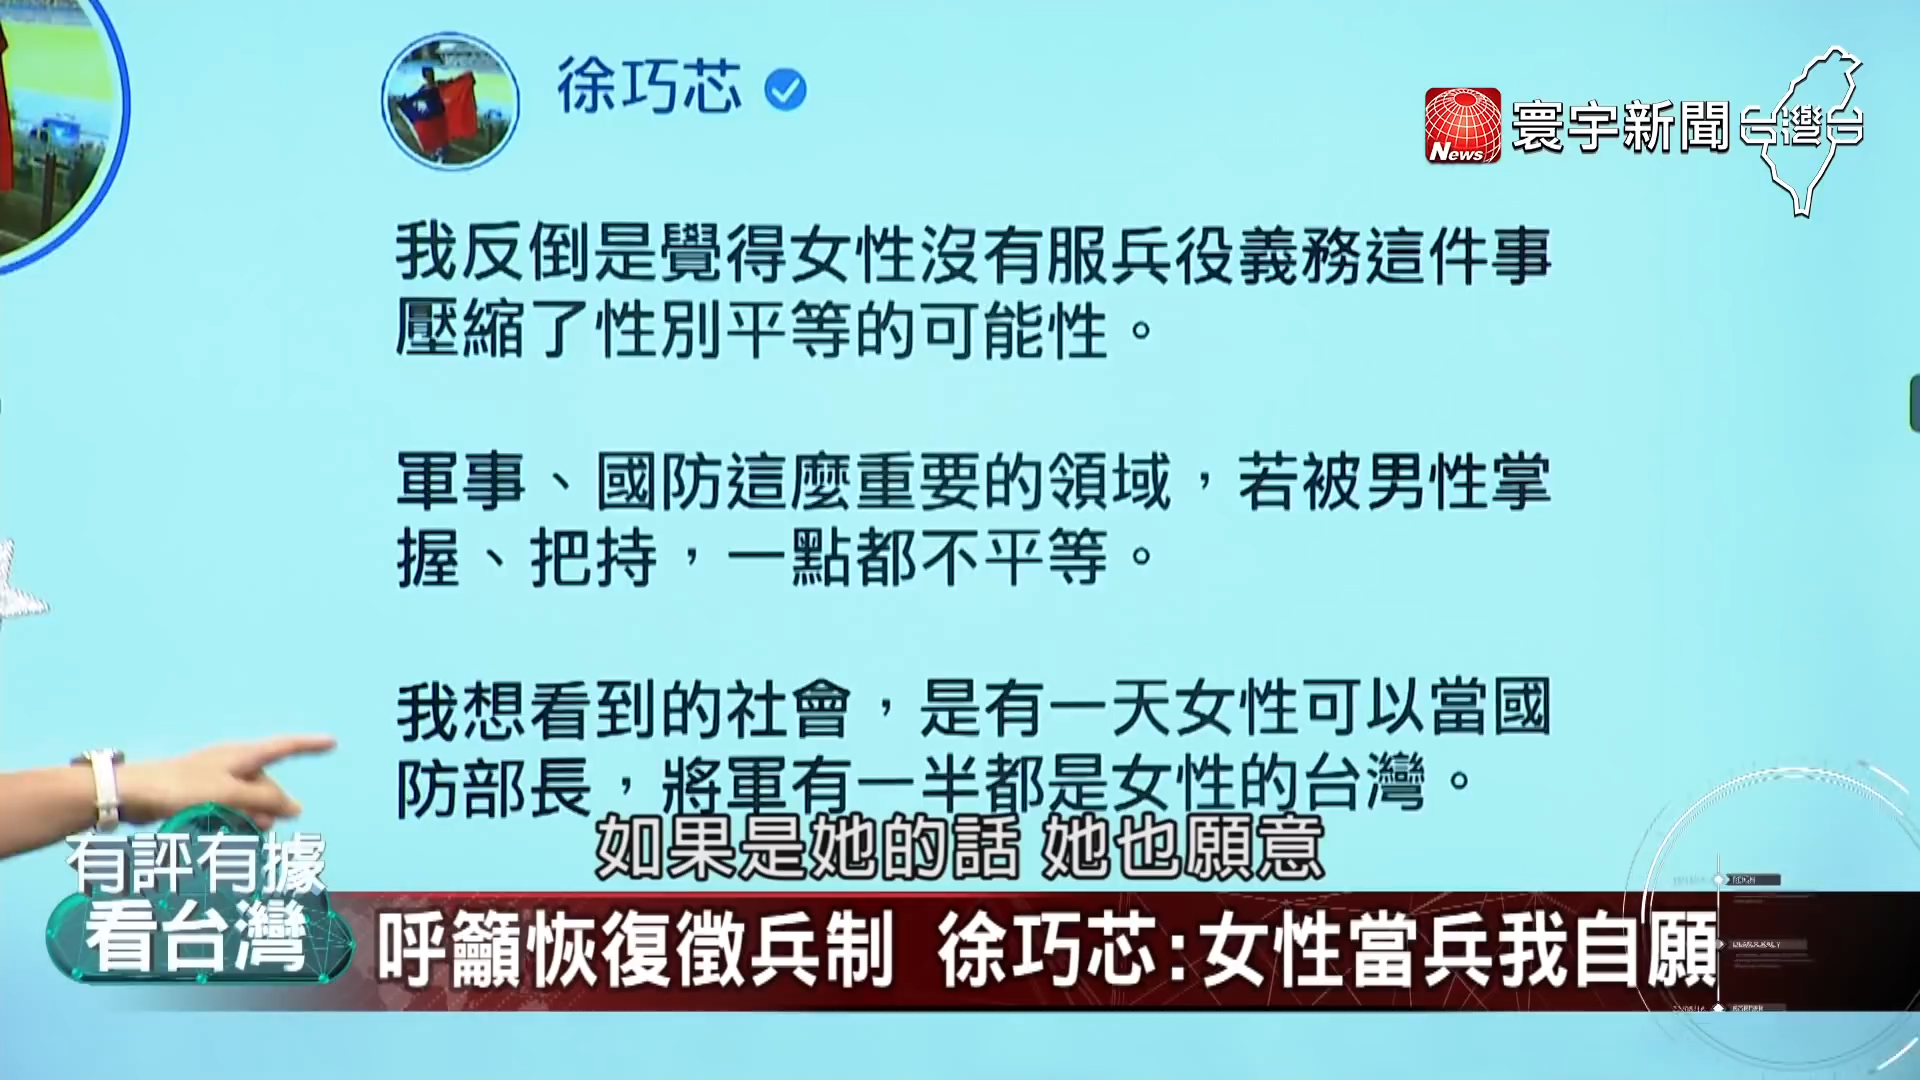 徐巧芯
News
寰宇新聞 台灣台
我反倒是覺得女性沒有服兵役義務這件事
壓縮了性別平等的可能性。
軍事、國防這麼重要的領域，若被男性掌
握、把持，一點都不平等。
我想看到的社會，是有一天女性可以當國
防部長，將軍有一半都是女性的台灣。
如果是她的話 她也願意
有評有據
看台灣
呼籲恢復徵兵制 徐巧芯:女性當兵我自願
DEMOCRACY
BORDER